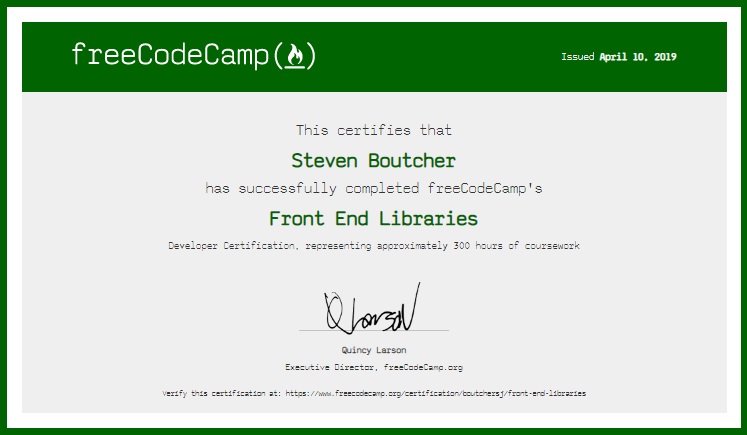 freeCodeCamp(🔥)
Issued April 10, 2019
This certifies that
Steven Boutcher
has successfully completed freeCodeCamp's
Front End Libraries
Developer Certification, representing approximately 300 hours of coursework
Q Larson
Quincy Larson
Executive Director, freeCodeCamp.org
Verify this certification at: https://www.freecodecamp.org/certification/boutchersj/front-end-libraries